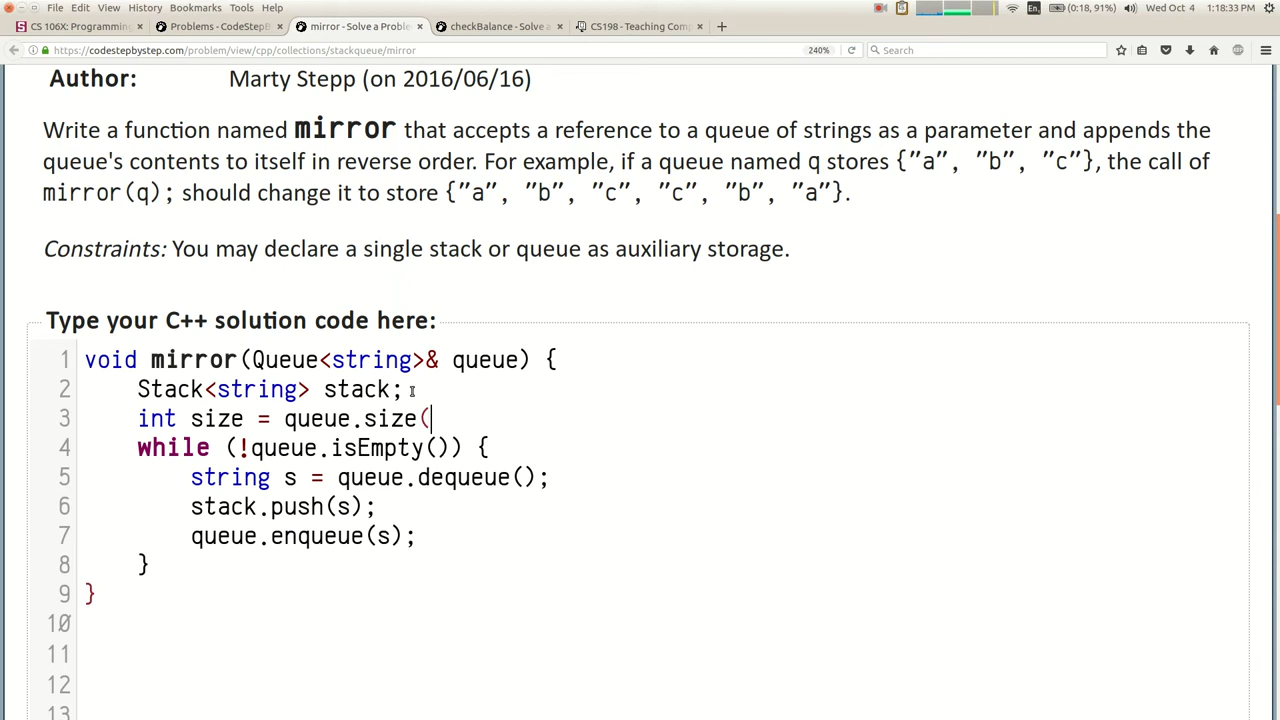 File Edit View History Bookmarks Tools Help
(0:18, 91%) Wed Oct 4 1:18:33 PM
En
CS 106X: Programming
Problems - CodeStepB
mirror - Solve a Proble
checkBalance - Solve a
CS198 - Teaching Comp
https://codestepbystep.com/problem/view/cpp/collections/stackqueue/mirror
240%
Search
Author: Marty Stepp (on 2016/06/16)
Write a function named mirror that accepts a reference to a queue of strings as a parameter and appends the
queue's contents to itself in reverse order. For example, if a queue named q stores {"a", "b", "c"}, the call of
mirror(q); should change it to store {"a", "b", "c", "c", "b", "a"}.
Constraints: You may declare a single stack or queue as auxiliary storage.
Type your C++ solution code here:
1 void mirror(Queue<string>& queue) {
2 Stack<string> stack;
3 int size = queue.size(
4 while (!queue.isEmpty()) {
5 string s = queue.dequeue();
6 stack.push(s);
7 queue.enqueue(s);
8 }
9 }
10
11
12
13